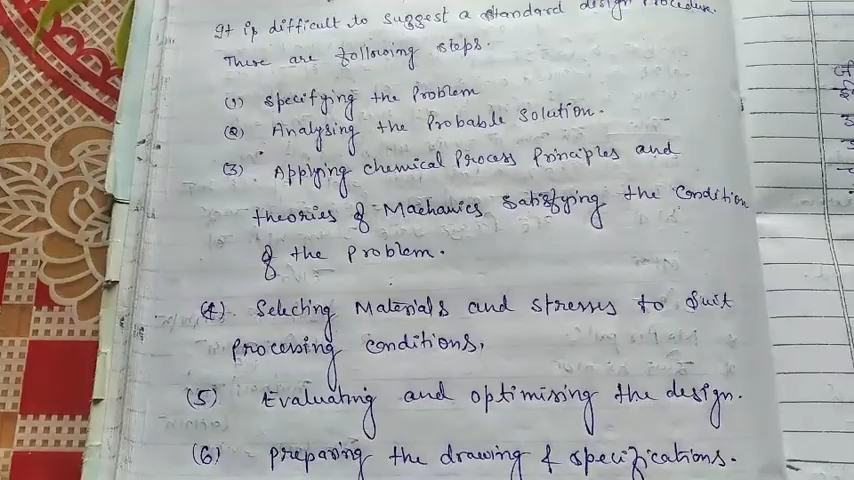 It is difficult to suggest a standard design Procedure.
There are following steps.
(1) Specifying the Problem
(2) Analysing the Probable Solution.
(3). Applying Chemical Process Principles and
theories of Machanics Satisfying the Condition
of the Problem.
(4). Selecting Materials and stresses to Suit
Processing Conditions,
(5) Evaluating and optimising the design.
(6) preparing the drawing & specifications.